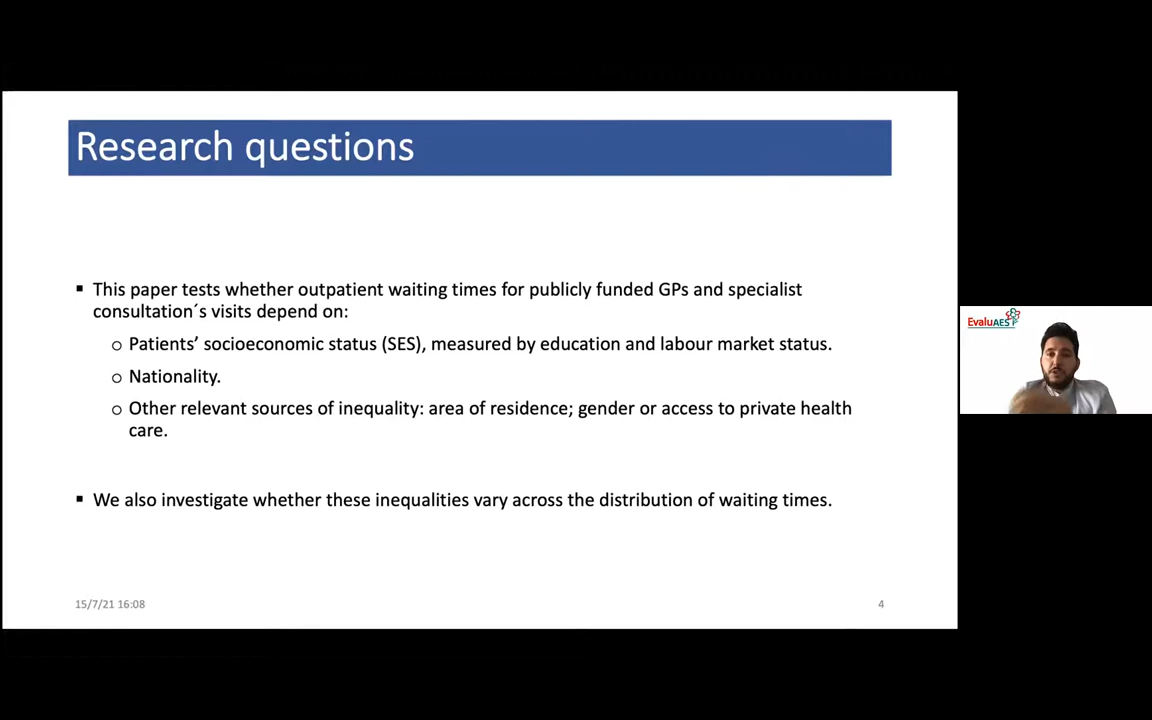 Research questions
▪ This paper tests whether outpatient waiting times for publicly funded GPs and specialist
consultation´s visits depend on:
o Patients’ socioeconomic status (SES), measured by education and labour market status.
o Nationality.
o Other relevant sources of inequality: area of residence; gender or access to private health
care.
▪ We also investigate whether these inequalities vary across the distribution of waiting times.
15/7/21 16:08
4
EvaluAES